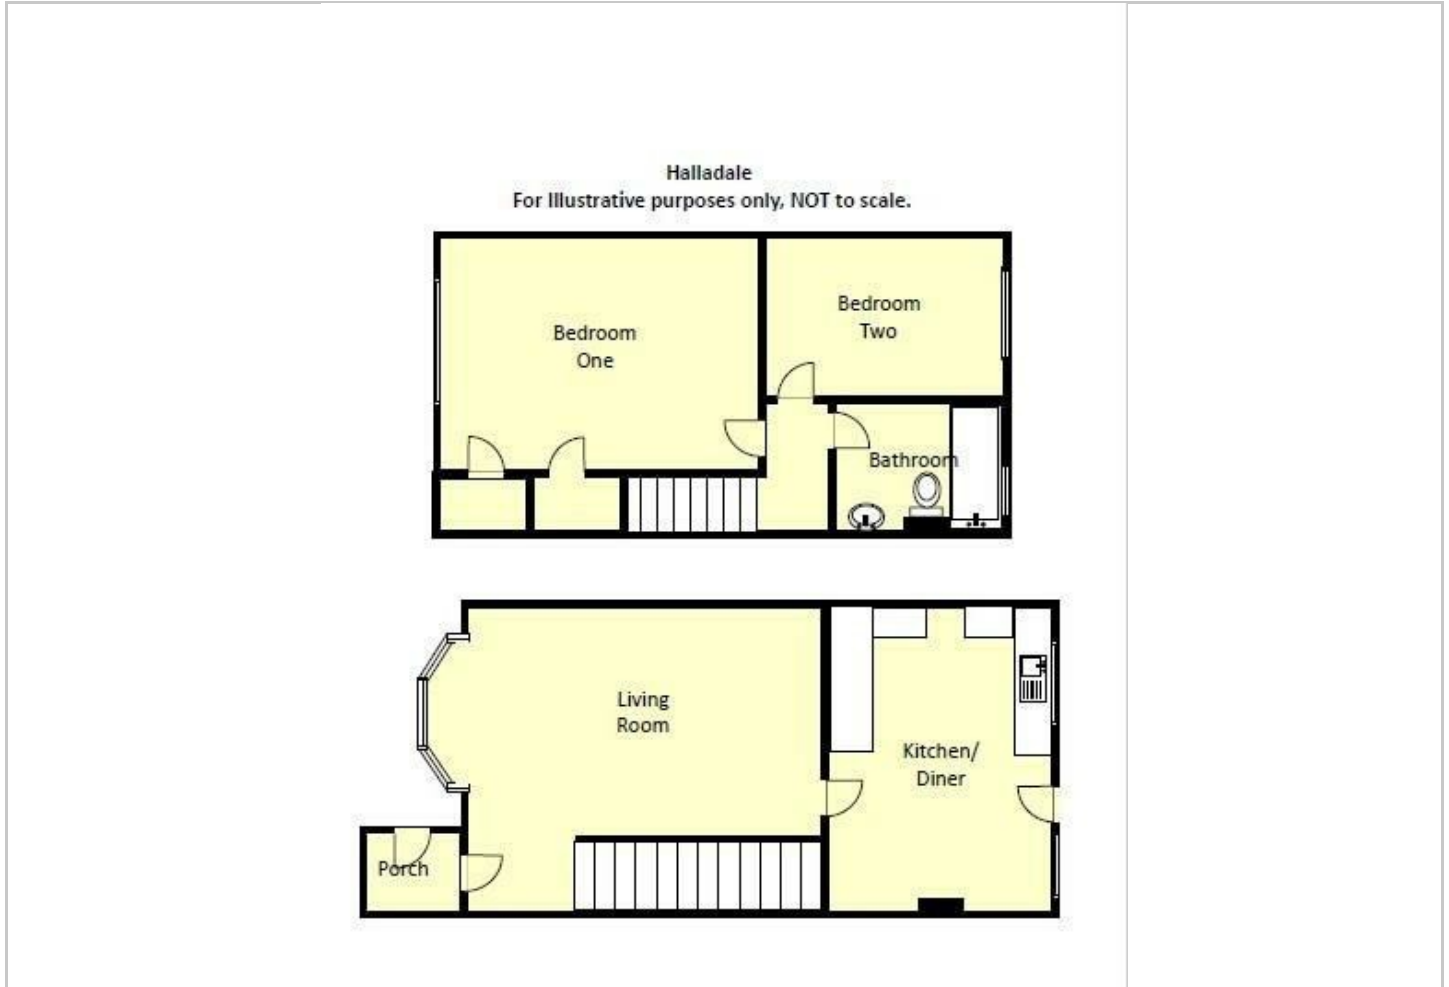 Halladale
For Illustrative purposes only, NOT to scale.
Bedroom
Two
Bedroom
One
Bathroom
Living
Room
Kitchen/
Diner
Porch